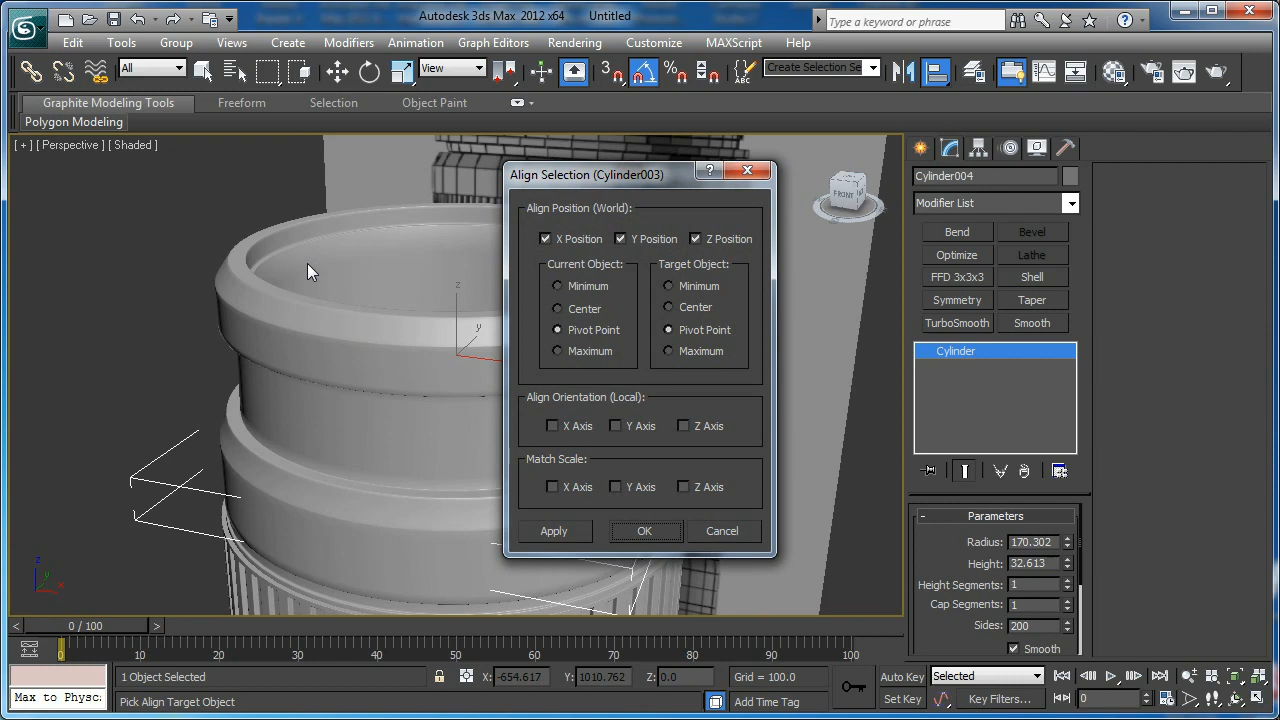 Autodesk 3ds Max 2012 x64 Untitled
Type a keyword or phrase
Edit Tools Group Views Create Modifiers Animation Graph Editors Rendering Customize MAXScript Help
All View 3 ABC Create Selection Se
Graphite Modeling Tools Freeform Selection Object Paint
Polygon Modeling
[ + ] [ Perspective ] [ Shaded ]
FRONT
z
y
z
y
x
Align Selection (Cylinder003)
Align Position (World):
X Position Y Position Z Position
Current Object: Target Object:
Minimum Minimum
Center Center
Pivot Point Pivot Point
Maximum Maximum
Align Orientation (Local):
X Axis Y Axis Z Axis
Match Scale:
X Axis Y Axis Z Axis
Apply OK Cancel
Cylinder004
Modifier List
Bend Bevel
Optimize Lathe
FFD 3x3x3 Shell
Symmetry Taper
TurboSmooth Smooth
Cylinder
- Parameters
Radius: 170.302
Height: 32.613
Height Segments: 1
Cap Segments: 1
Sides: 200
Smooth
< 0 / 100 >
0 10 20 30 40 50 60 70 80 90 100
1 Object Selected X: -654.617 Y: 1010.762 Z: 0.0 Grid = 100.0 Auto Key Selected
Max to Physc Pick Align Target Object Add Time Tag Set Key Key Filters... 0